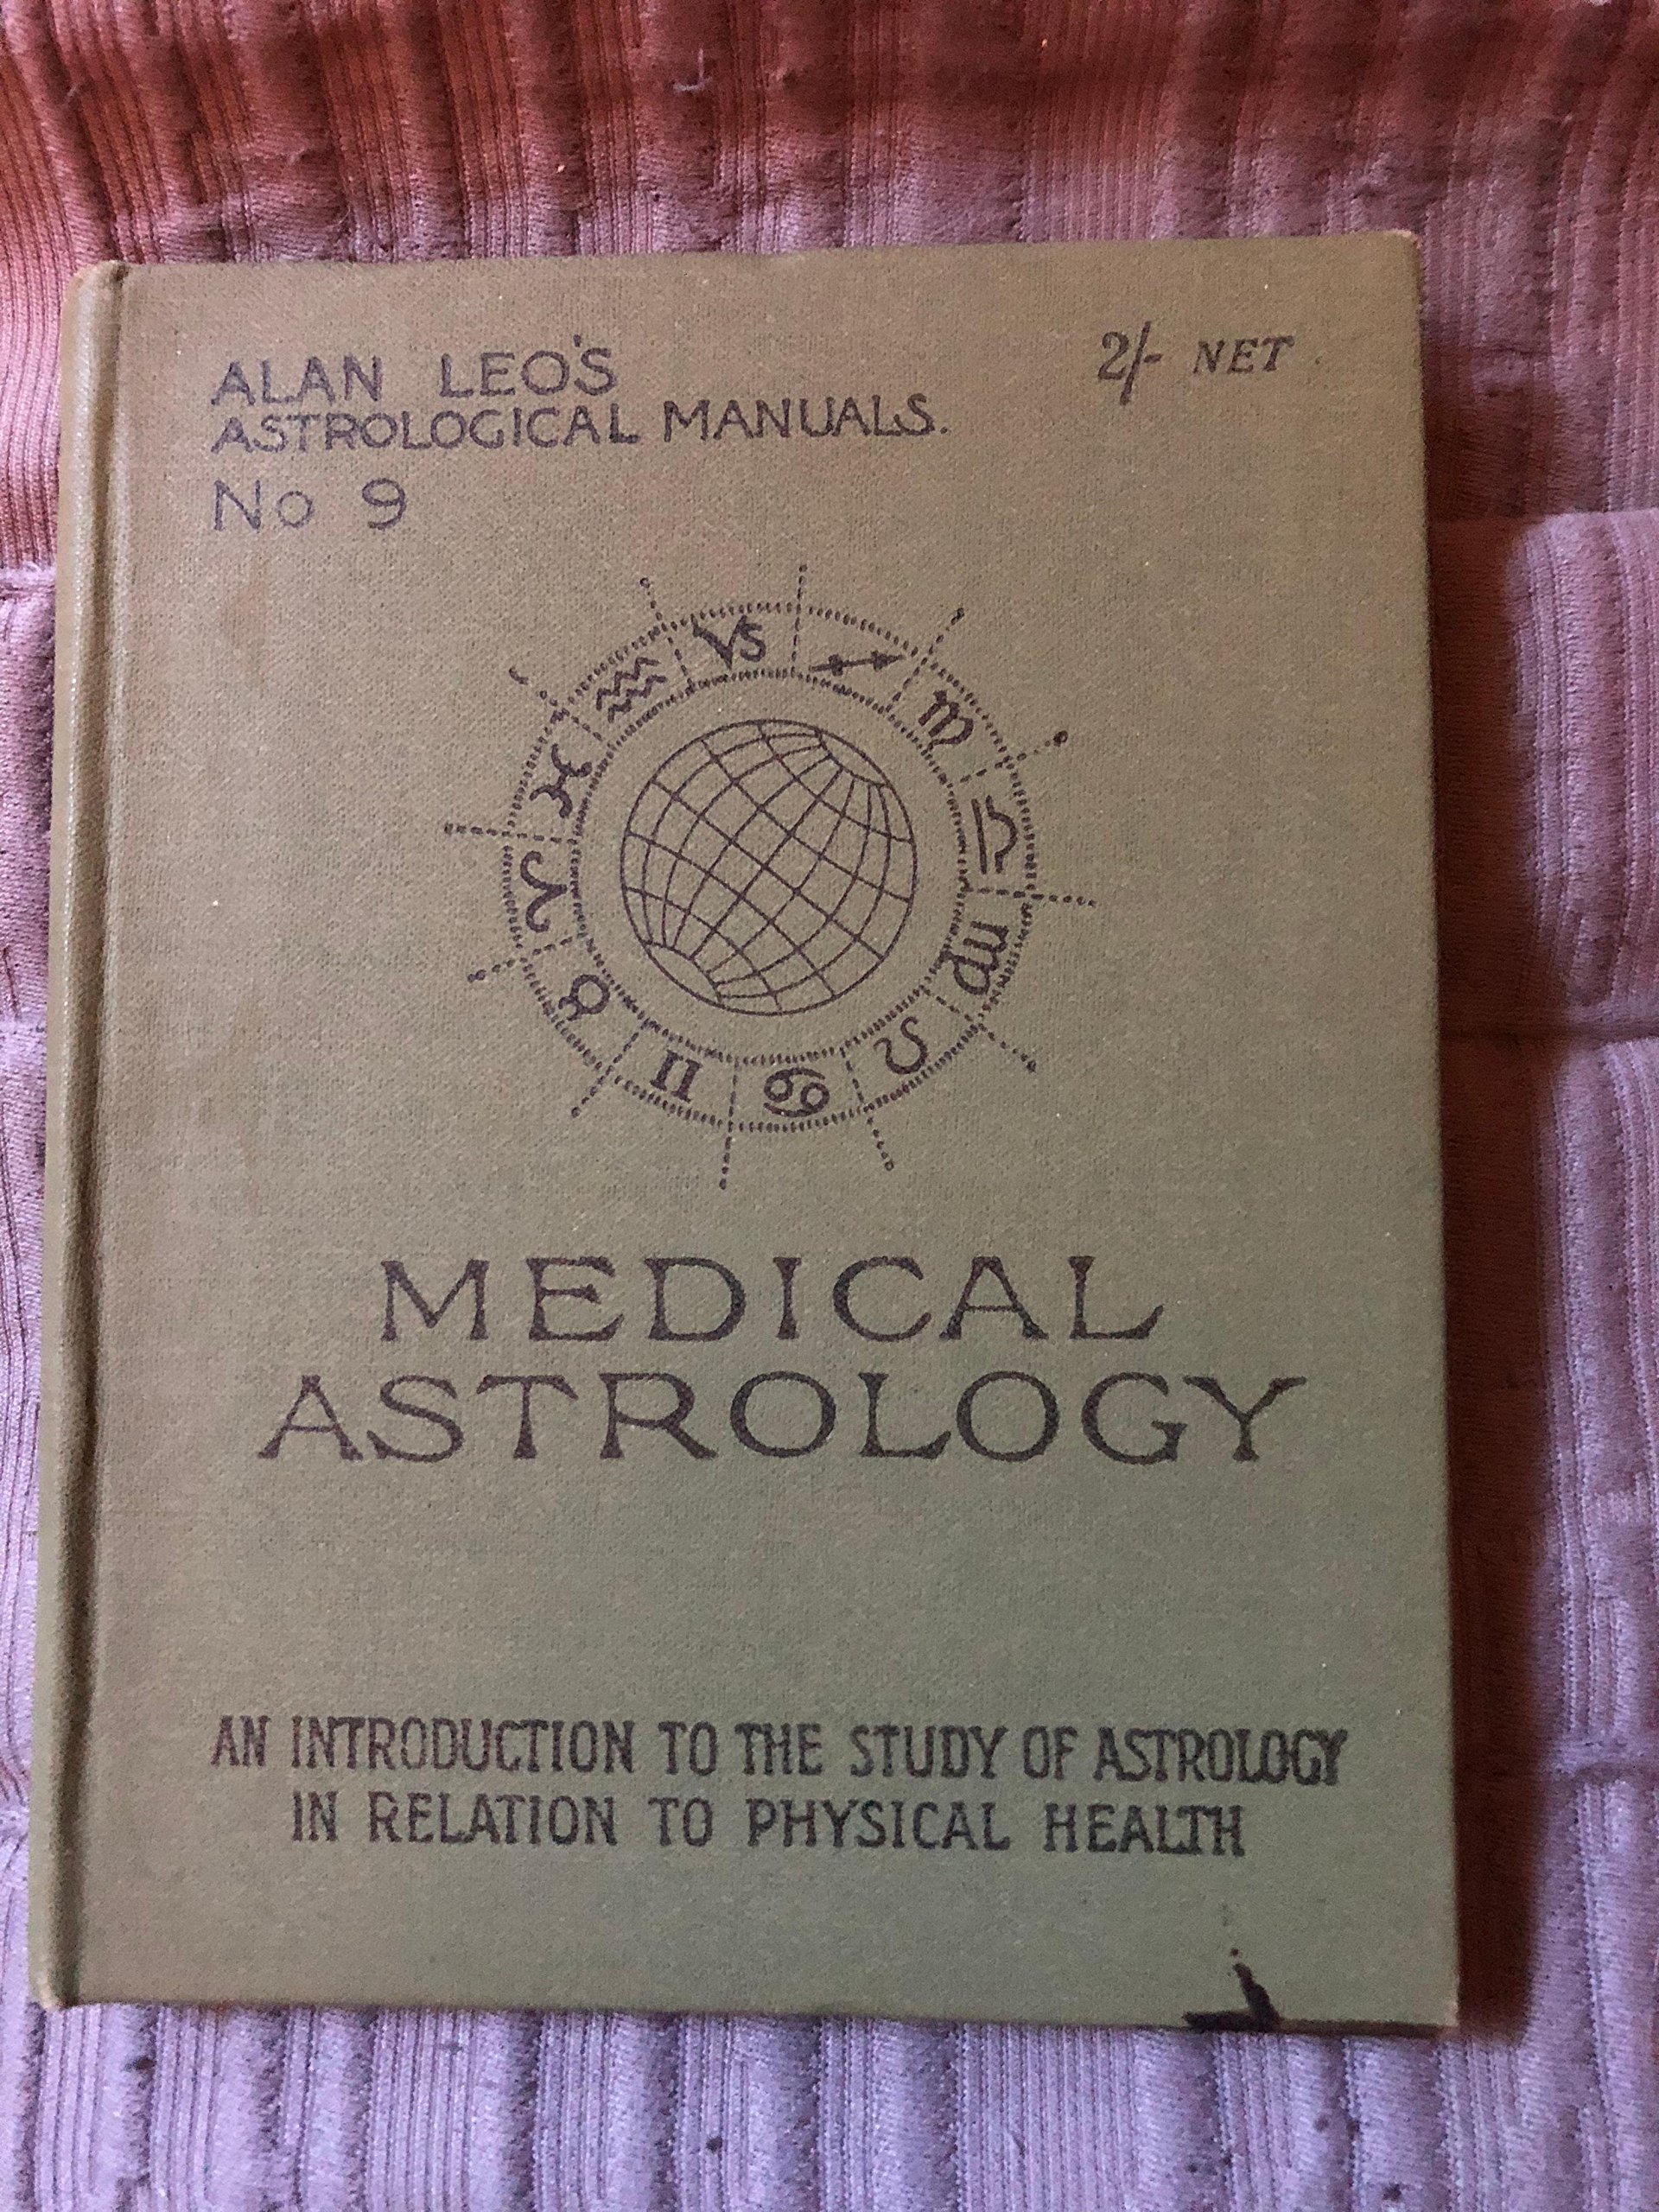 ALAN LEO'S
ASTROLOGICAL MANUALS.
No 9
2/- NET
MEDICAL
ASTROLOGY
AN INTRODUCTION TO THE STUDY OF ASTROLOGY
IN RELATION TO PHYSICAL HEALTH